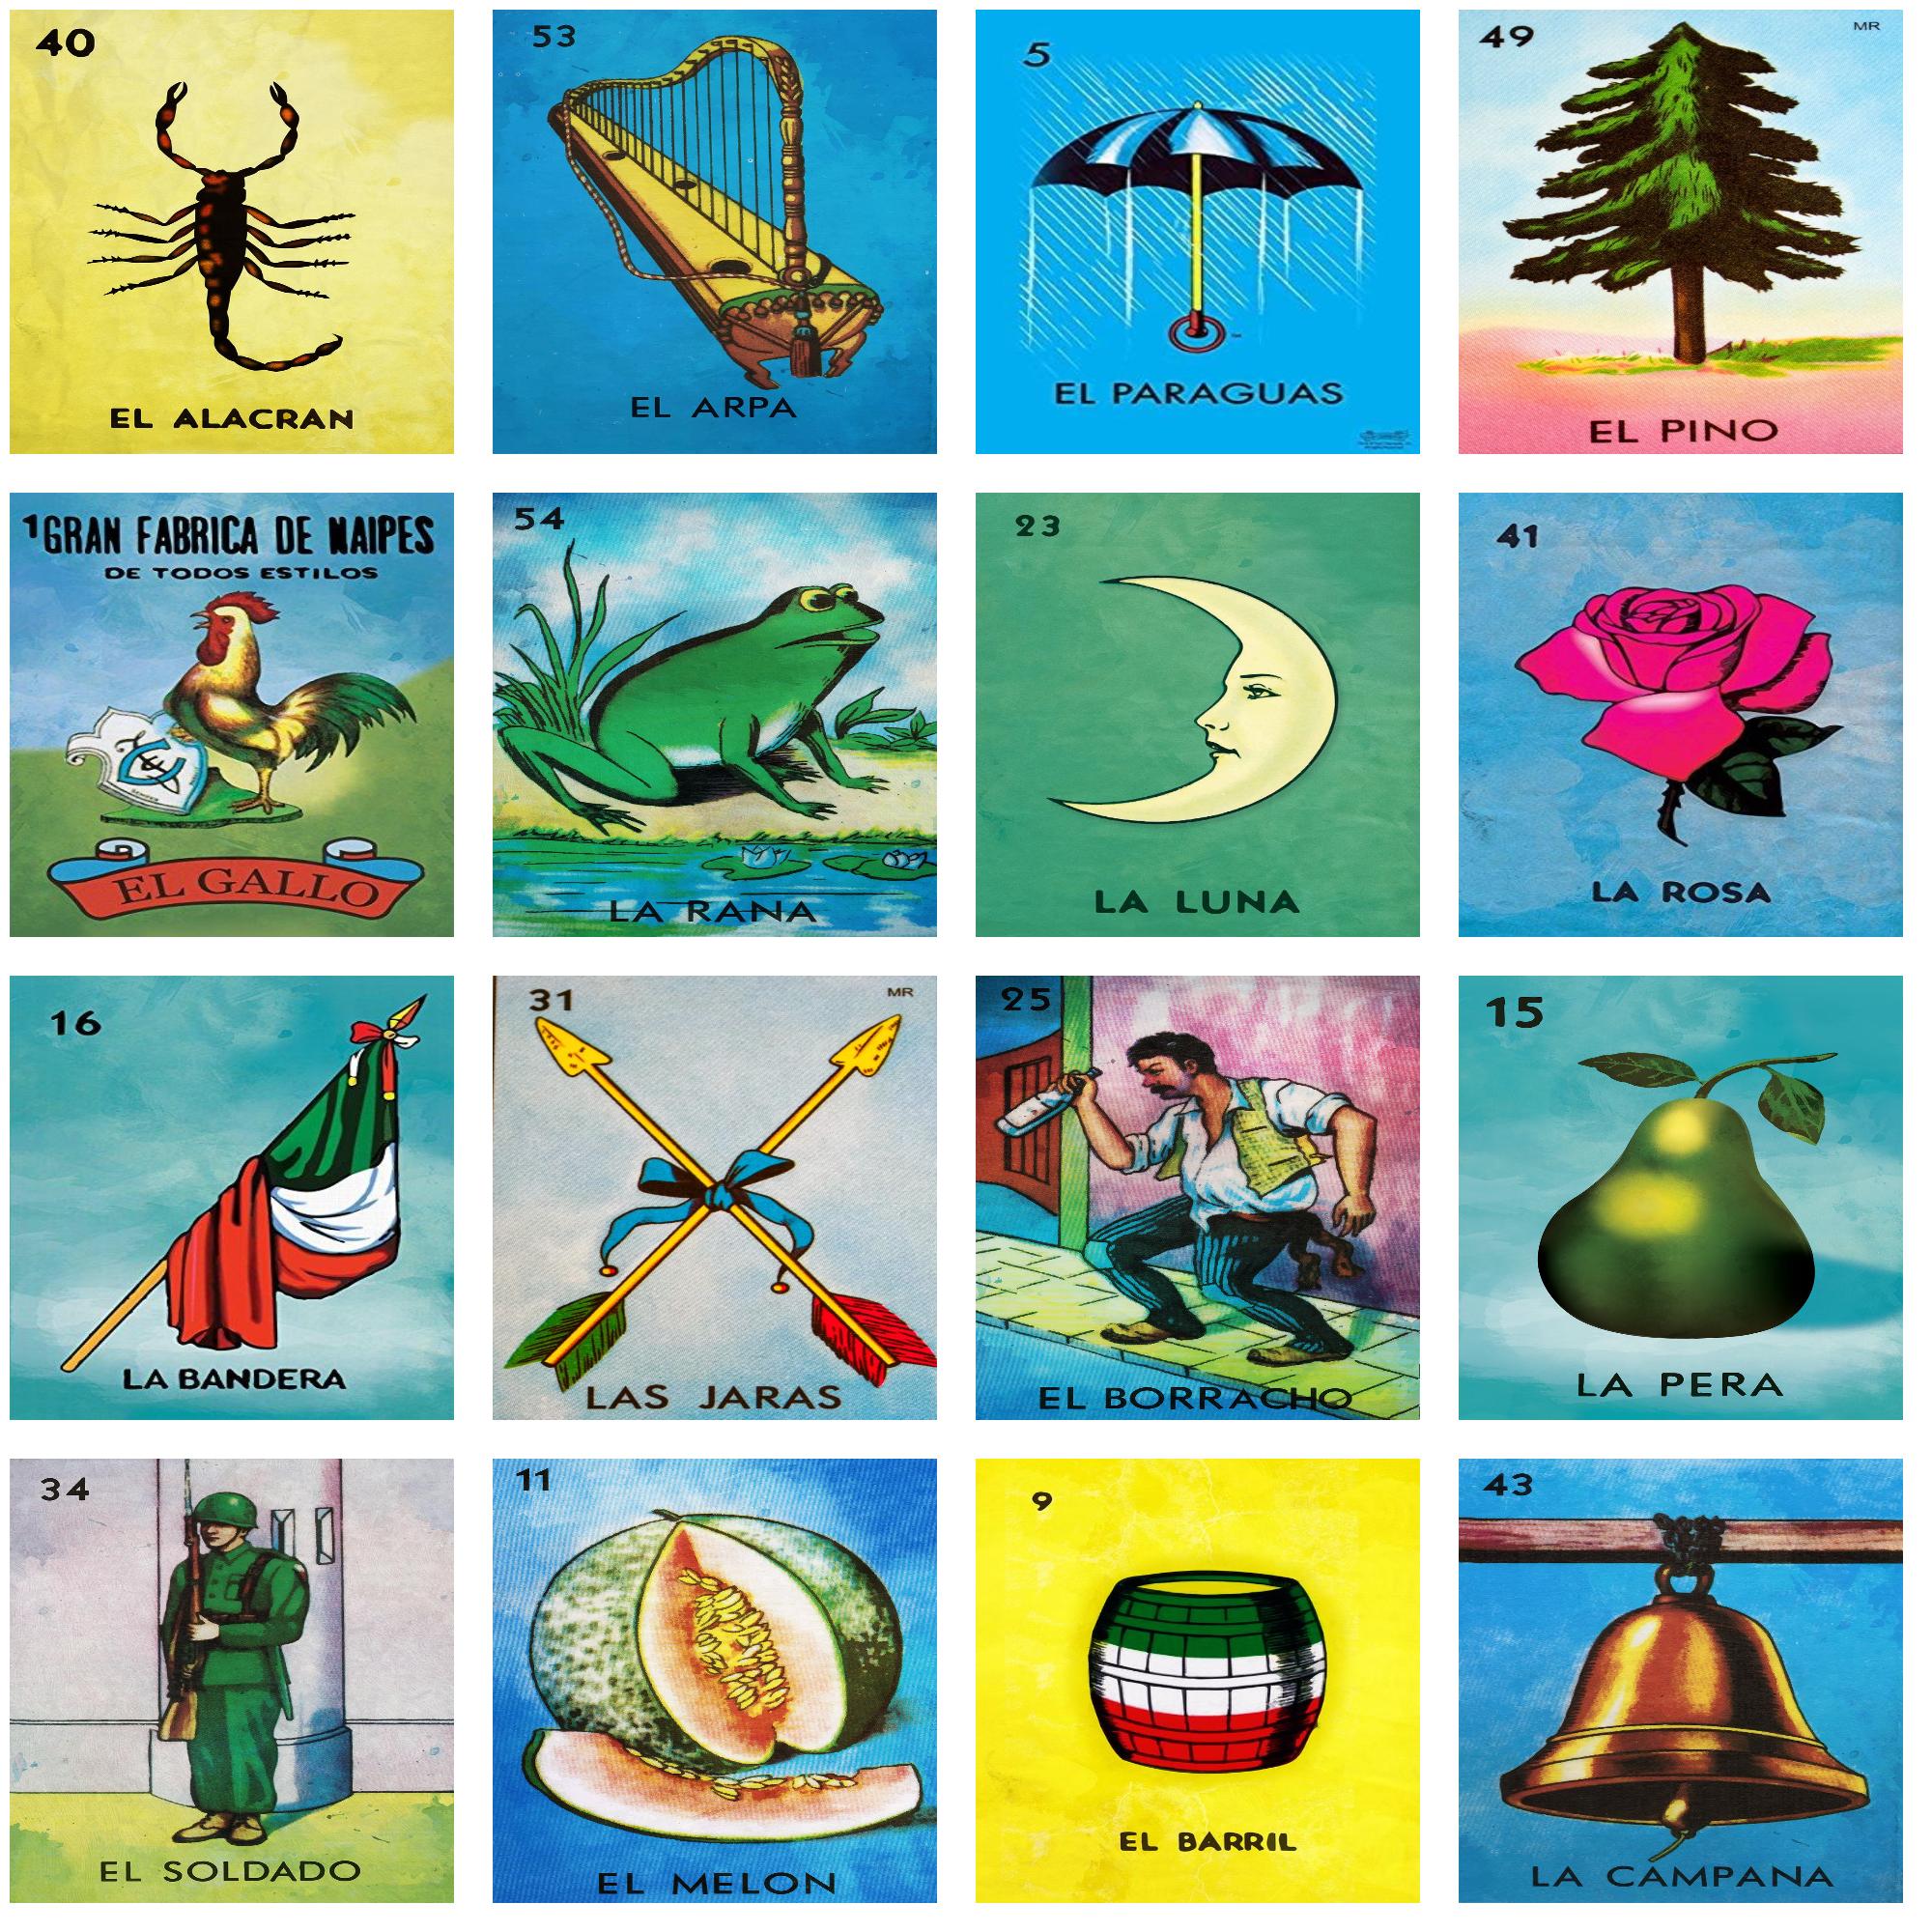 40
EL ALACRAN
53
EL ARPA
5
EL PARAGUAS
49
MR
EL PINO
1
GRAN FABRICA DE NAIPES
DE TODOS ESTILOS
EL GALLO
54
LA RANA
23
LA LUNA
41
LA ROSA
16
LA BANDERA
31
MR
LAS JARAS
25
EL BORRACHO
15
LA PERA
34
EL SOLDADO
11
EL MELON
9
EL BARRIL
43
LA CAMPANA